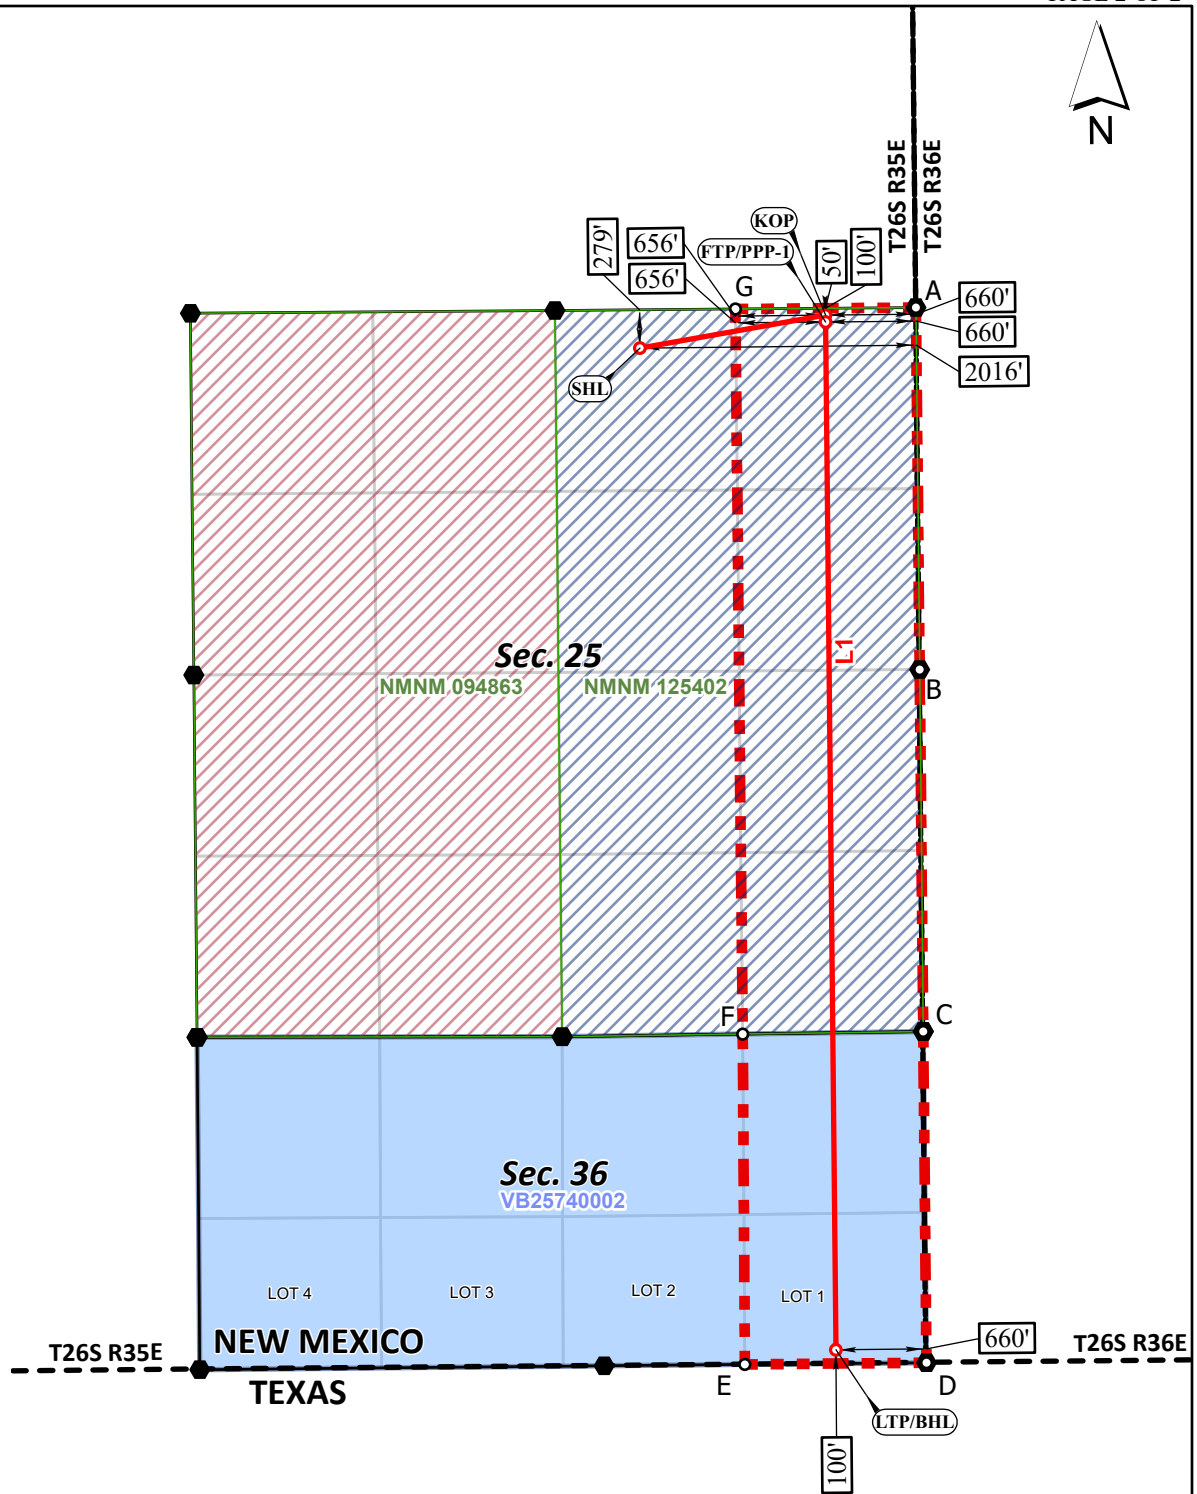 N
T26S R35E
T26S R36E
KOP
279'
656'
FTP/PPP-1
50'
100'
656'
G
A
660'
660'
2016'
SHL
L1
Sec. 25
NMNM 094863
NMNM 125402
B
F
C
Sec. 36
VB25740002
LOT 4
LOT 3
LOT 2
LOT 1
NEW MEXICO
660'
T26S R35E
T26S R36E
TEXAS
E
D
LTP/BHL
100'